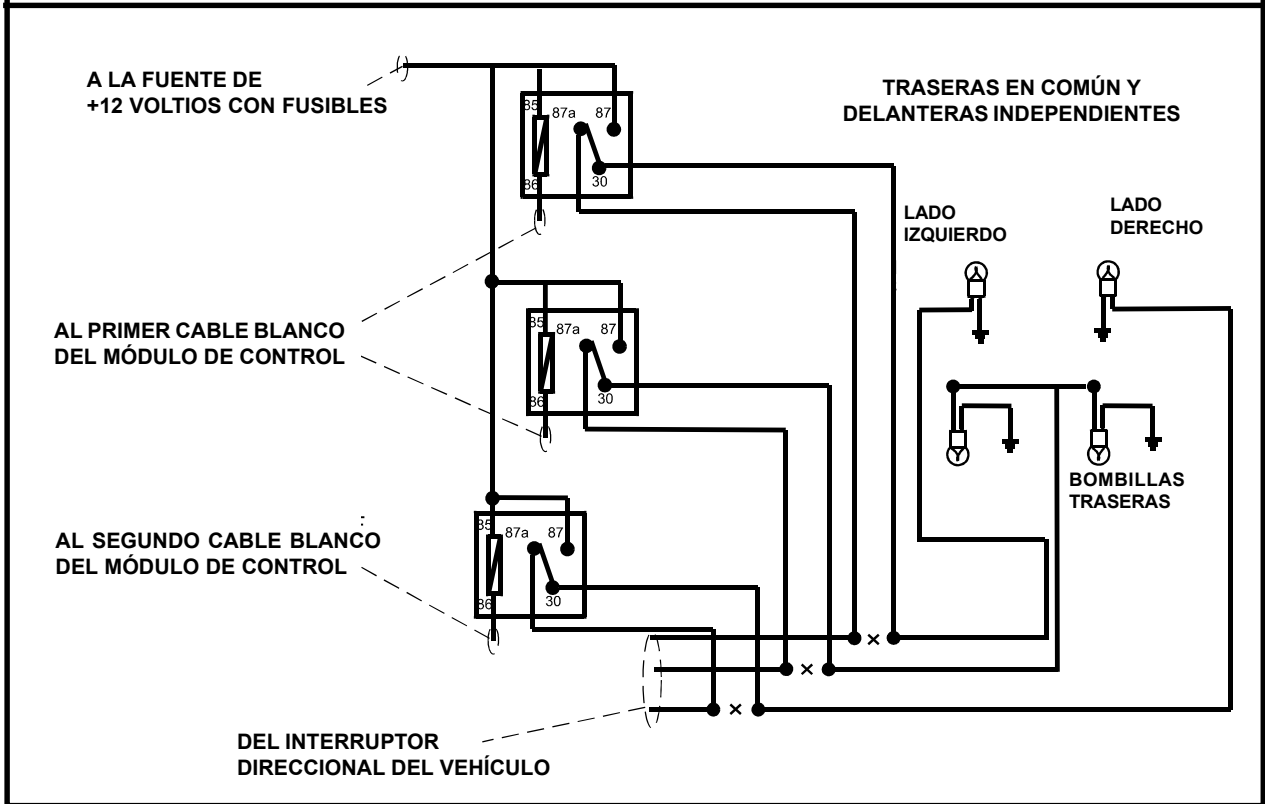 A LA FUENTE DE
+12 VOLTIOS CON FUSIBLES
TRASERAS EN COMÚN Y
DELANTERAS INDEPENDIENTES
85
87a
87
86
30
LADO
IZQUIERDO
LADO
DERECHO
AL PRIMER CABLE BLANCO
DEL MÓDULO DE CONTROL
85
87a
87
86
30
BOMBILLAS
TRASERAS
AL SEGUNDO CABLE BLANCO
DEL MÓDULO DE CONTROL
:
85
87a
87
86
30
×
×
×
DEL INTERRUPTOR
DIRECCIONAL DEL VEHÍCULO